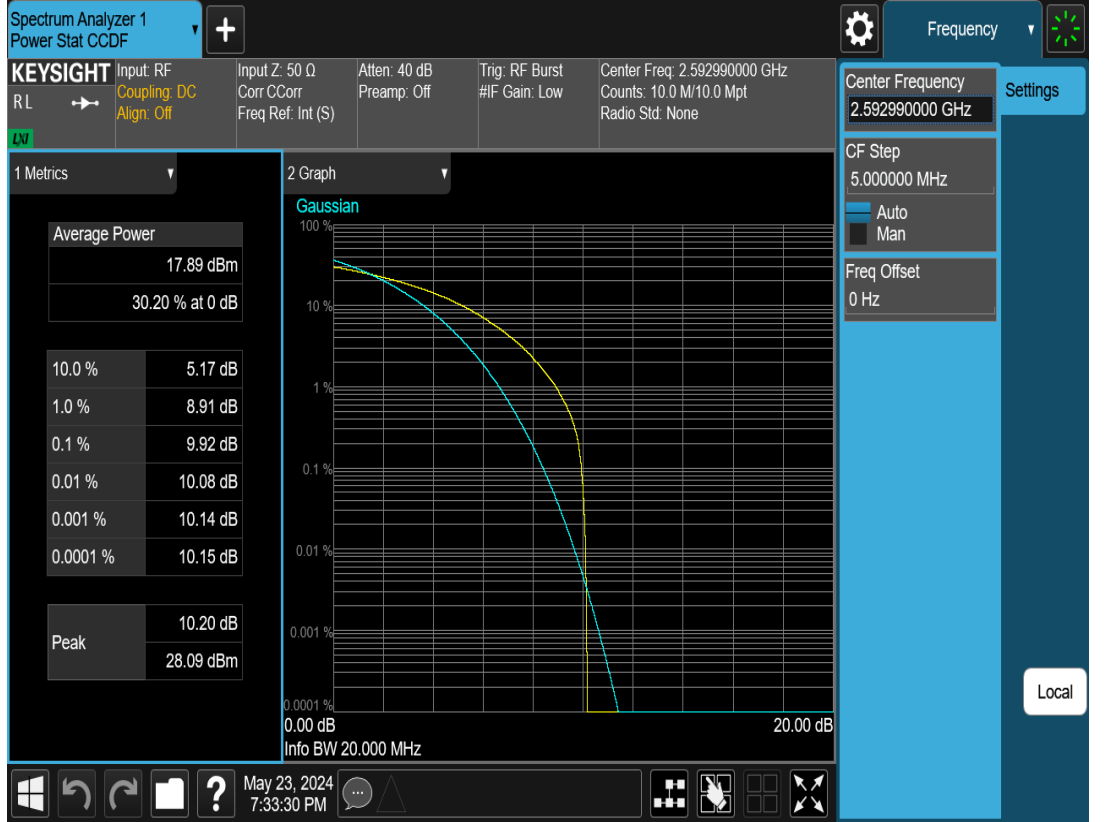 Spectrum Analyzer 1
Power Stat CCDF
+
Frequency
KEYSIGHT
RL
LXI
Input: RF
Coupling: DC
Align: Off
Input Z: 50 Ω
Corr CCorr
Freq Ref: Int (S)
Atten: 40 dB
Preamp: Off
Trig: RF Burst
#IF Gain: Low
Center Freq: 2.592990000 GHz
Counts: 10.0 M/10.0 Mpt
Radio Std: None
Center Frequency
2.592990000 GHz
Settings
CF Step
5.000000 MHz
Auto
Man
Freq Offset
0 Hz
Local
1 Metrics
Average Power
17.89 dBm
30.20 % at 0 dB
10.0 % 5.17 dB
1.0 % 8.91 dB
0.1 % 9.92 dB
0.01 % 10.08 dB
0.001 % 10.14 dB
0.0001 % 10.15 dB
Peak
10.20 dB
28.09 dBm
2 Graph
Gaussian
100 %
10 %
1 %
0.1 %
0.01 %
0.001 %
0.0001 %
0.00 dB 20.00 dB
Info BW 20.000 MHz
?
May 23, 2024
7:33:30 PM